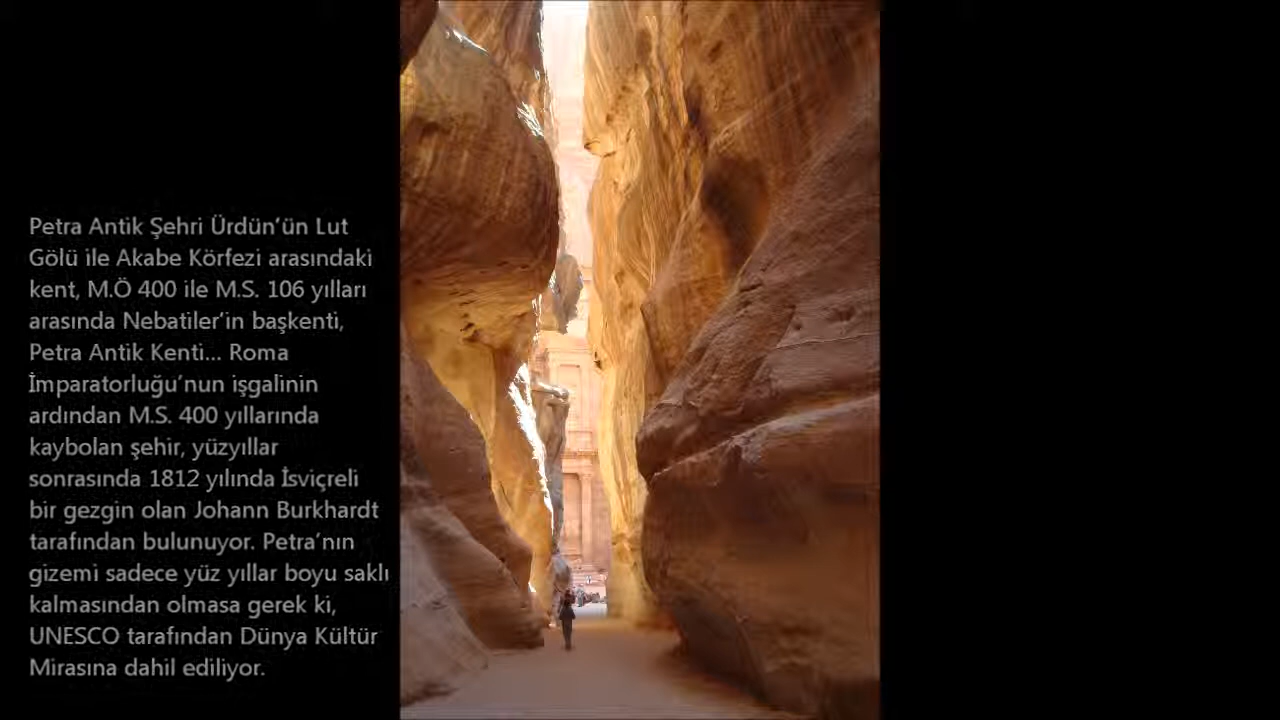 Petra Antik Şehri Ürdün’ün Lut
Gölü ile Akabe Körfezi arasındaki
kent, M.Ö 400 ile M.S. 106 yılları
arasında Nebatiler’in başkenti,
Petra Antik Kenti... Roma
İmparatorluğu’nun işgalinin
ardından M.S. 400 yıllarında
kaybolan şehir, yüzyıllar
sonrasında 1812 yılında İsviçreli
bir gezgin olan Johann Burkhardt
tarafından bulunuyor. Petra’nın
gizemi sadece yüz yıllar boyu saklı
kalmasından olmasa gerek ki,
UNESCO tarafından Dünya Kültür
Mirasına dahil ediliyor.